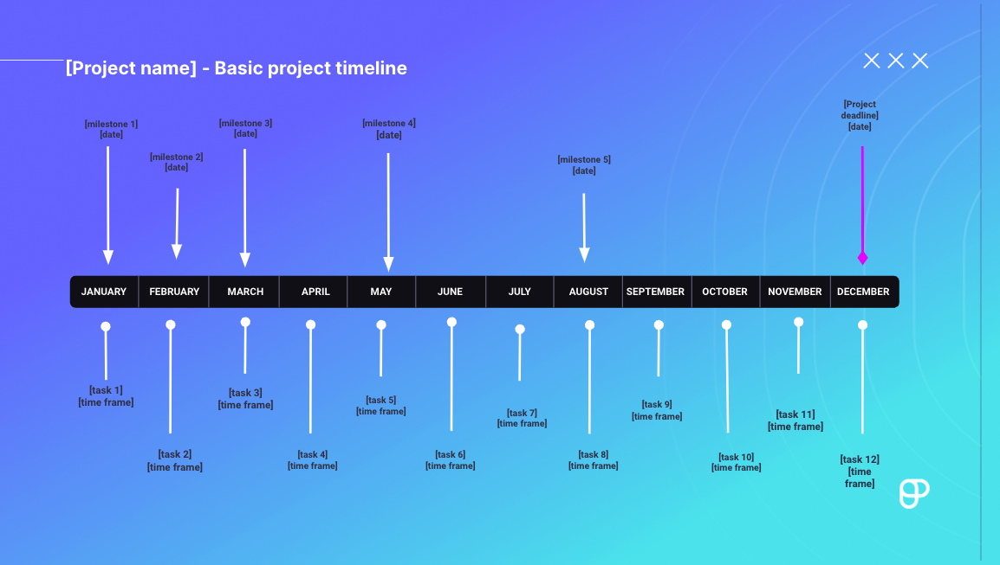 [Project name] - Basic project timeline
[milestone 1]
[date]
[milestone 2]
[date]
[milestone 3]
[date]
[milestone 4]
[date]
[milestone 5]
[date]
[Project
deadline]
[date]
JANUARY
FEBRUARY
MARCH
APRIL
MAY
JUNE
JULY
AUGUST
SEPTEMBER
OCTOBER
NOVEMBER
DECEMBER
[task 1]
[time frame]
[task 2]
[time frame]
[task 3]
[time frame]
[task 4]
[time frame]
[task 5]
[time frame]
[task 6]
[time frame]
[task 7]
[time frame]
[task 8]
[time frame]
[task 9]
[time frame]
[task 10]
[time frame]
[task 11]
[time frame]
[task 12]
[time
frame]